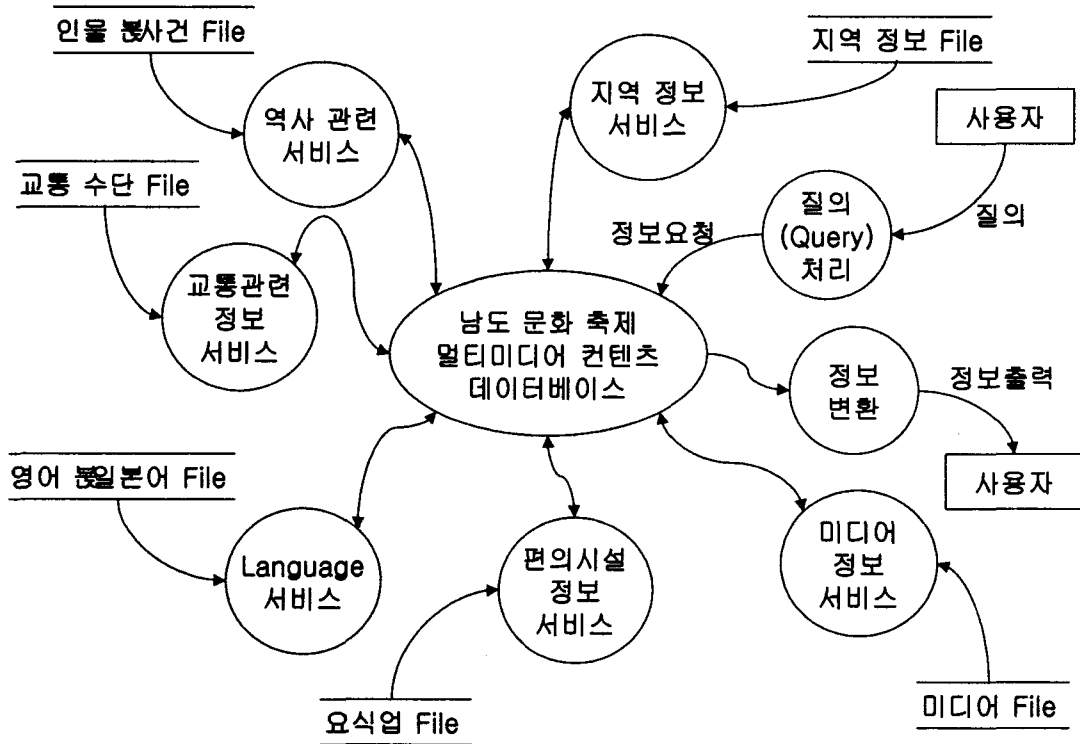 인물 및 사건 File
지역 정보 File
역사 관련
서비스
지역 정보
서비스
사용자
교통 수단 File
질의
(Query)
처리
질의
정보요청
교통관련
정보
서비스
남도 문화 축제
멀티미디어 컨텐츠
데이터베이스
정보
변환
정보출력
사용자
영어 및 일본어 File
Language
서비스
편의시설
정보
서비스
미디어
정보
서비스
요식업 File
미디어 File